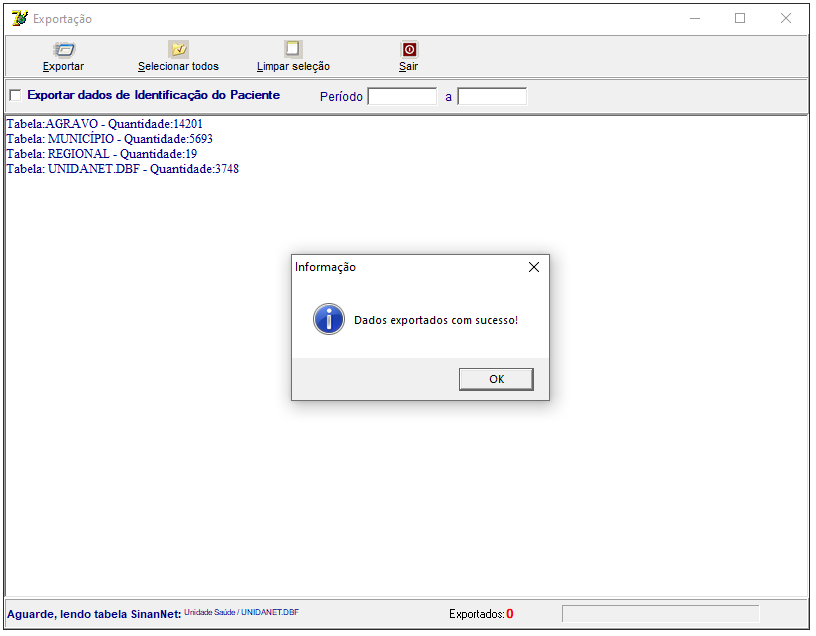 Exportação
Exportar Selecionar todos Limpar seleção Sair
Exportar dados de Identificação do Paciente Período a
Tabela:AGRAVO - Quantidade:14201
Tabela: MUNICÍPIO - Quantidade:5693
Tabela: REGIONAL - Quantidade:19
Tabela: UNIDANET.DBF - Quantidade:3748
Informação
Dados exportados com sucesso!
OK
Aguarde, lendo tabela SinanNet: Unidade Saúde / UNIDANET.DBF Exportados: 0